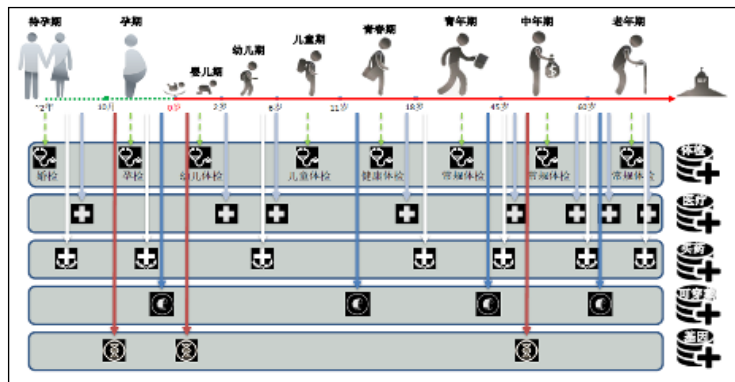 待孕期 孕期 婴儿期 幼儿期 儿童期 青春期 青年期 中年期 老年期
-2年 10月 0岁 2岁 6岁 11岁 18岁 45岁 60岁
婚检 孕检 幼儿体检 儿童体检 健康体检 常规体检 常规体检 常规体检 体检
医疗
买药
可穿戴
基因